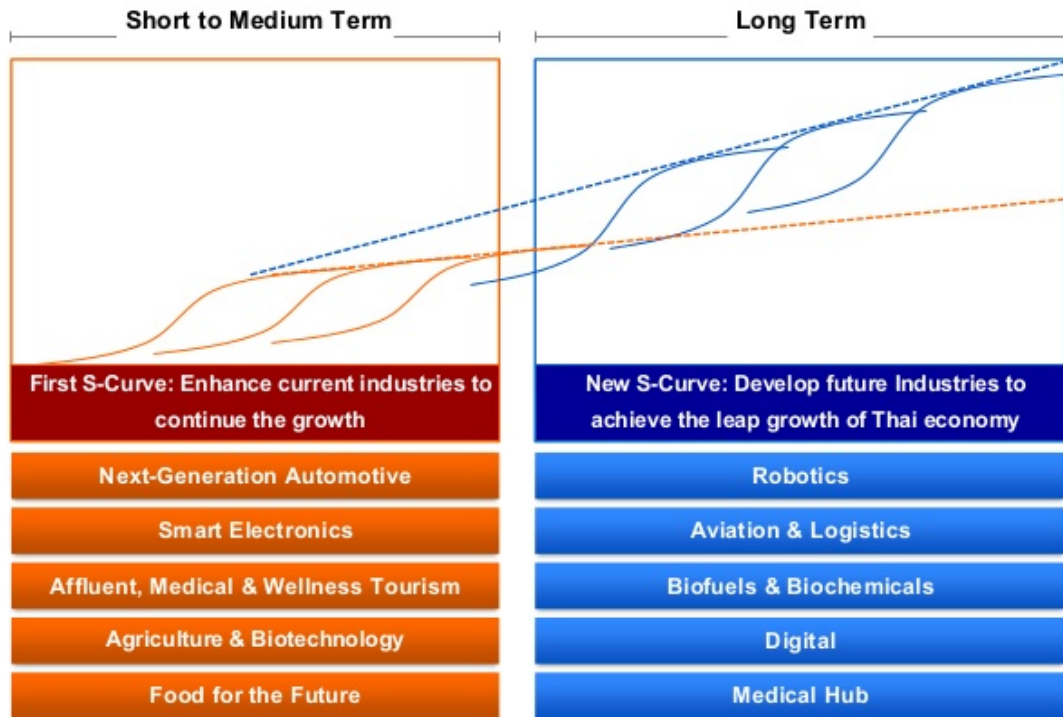 Short to Medium Term
Long Term
First S-Curve: Enhance current industries to
continue the growth
New S-Curve: Develop future Industries to
achieve the leap growth of Thai economy
Next-Generation Automotive
Robotics
Smart Electronics
Aviation & Logistics
Affluent, Medical & Wellness Tourism
Biofuels & Biochemicals
Agriculture & Biotechnology
Digital
Food for the Future
Medical Hub